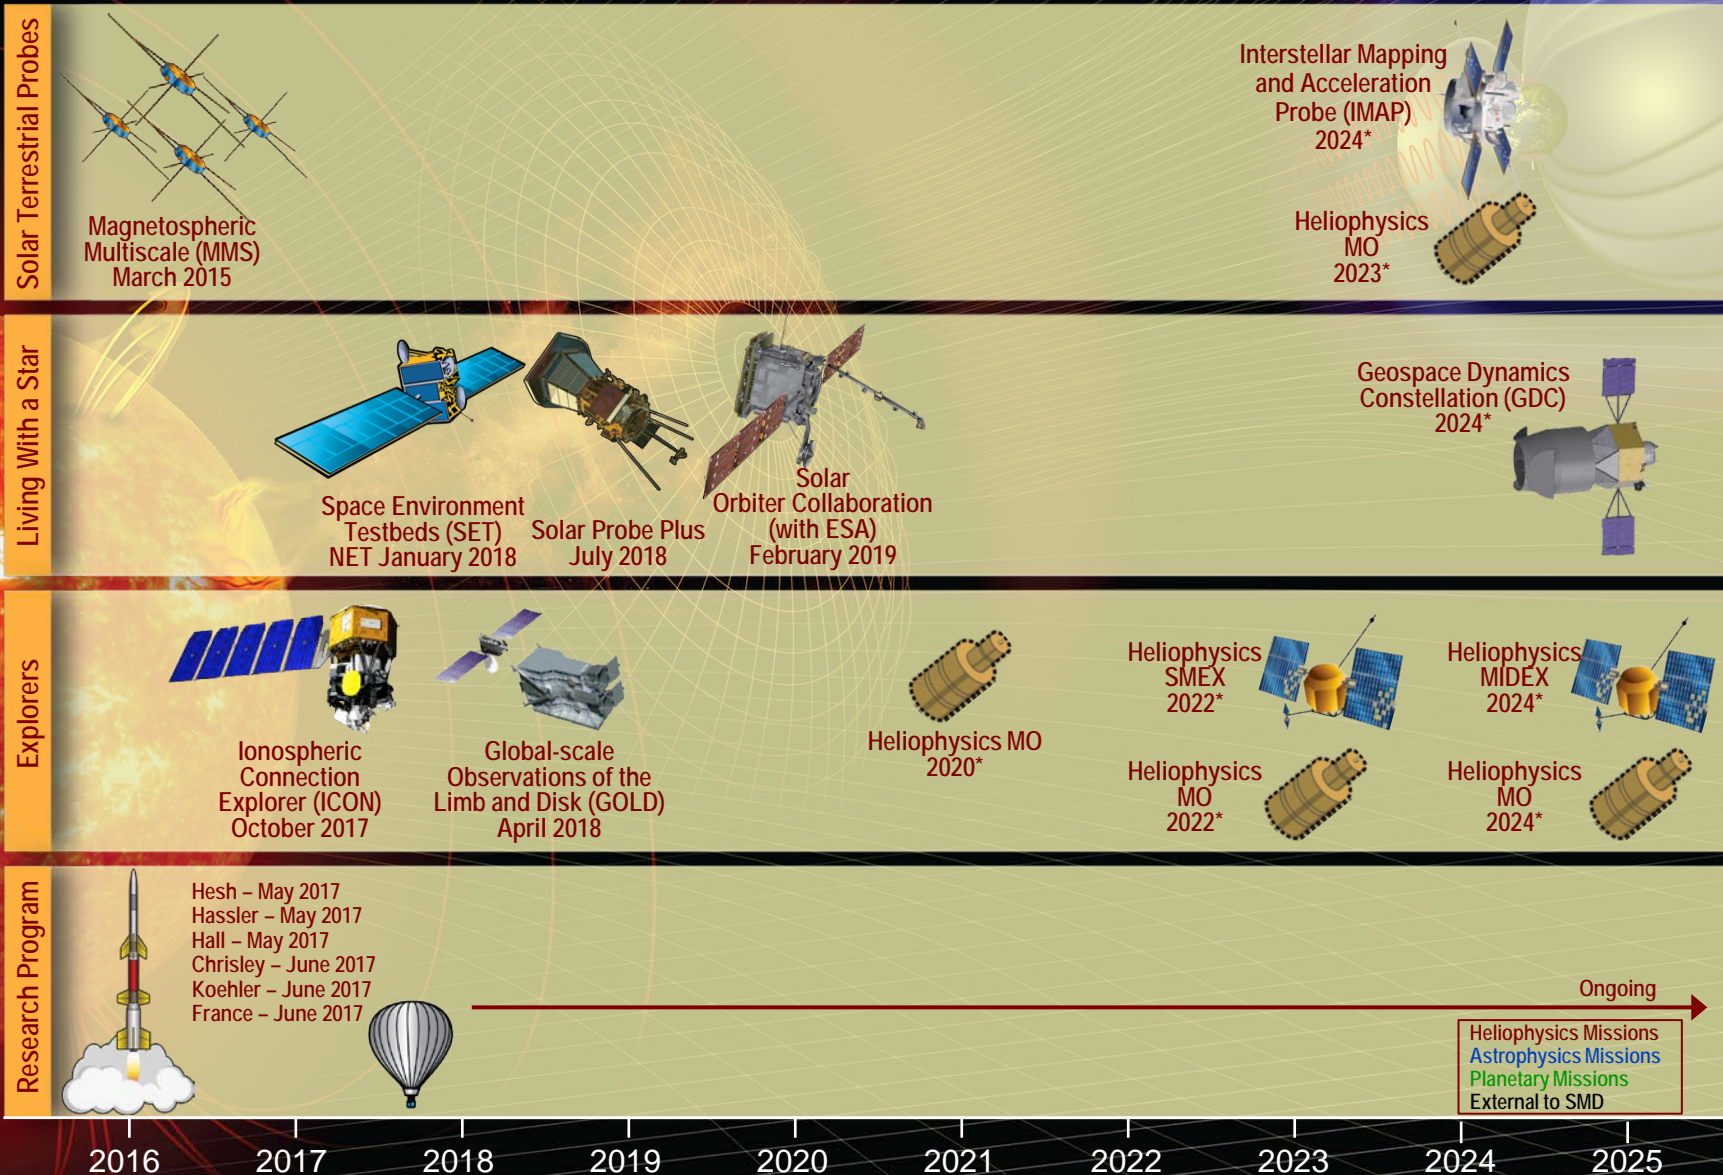 Solar Terrestrial Probes
Magnetospheric
Multiscale (MMS)
March 2015
Interstellar Mapping
and Acceleration
Probe (IMAP)
2024*
Heliophysics
MO
2023*
Living With a Star
Space Environment
Testbeds (SET)
NET January 2018
Solar Probe Plus
July 2018
Solar
Orbiter Collaboration
(with ESA)
February 2019
Geospace Dynamics
Constellation (GDC)
2024*
Explorers
Ionospheric
Connection
Explorer (ICON)
October 2017
Global-scale
Observations of the
Limb and Disk (GOLD)
April 2018
Heliophysics MO
2020*
Heliophysics
SMEX
2022*
Heliophysics
MO
2022*
Heliophysics
MIDEX
2024*
Heliophysics
MO
2024*
Research Program
Hesh – May 2017
Hassler – May 2017
Hall – May 2017
Chrisley – June 2017
Koehler – June 2017
France – June 2017
Ongoing
Heliophysics Missions
Astrophysics Missions
Planetary Missions
External to SMD
2016 2017 2018 2019 2020 2021 2022 2023 2024 2025